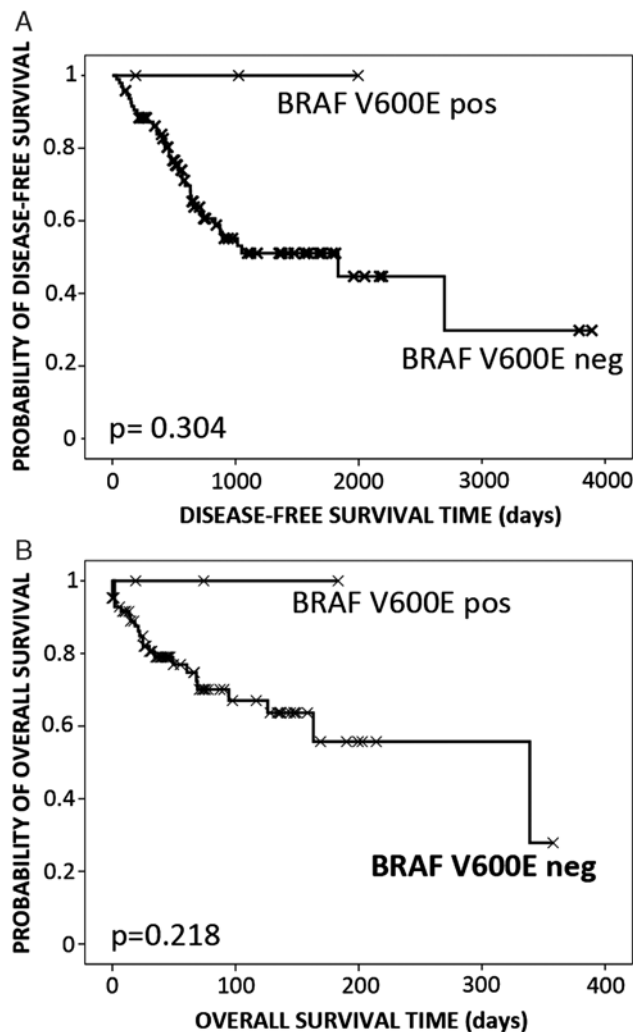 A
PROBABILITY OF DISEASE-FREE SURVIVAL
1
0.8
0.6
0.4
0.2
0
BRAF V600E pos
BRAF V600E neg
p= 0.304
0 1000 2000 3000 4000
DISEASE-FREE SURVIVAL TIME (days)
B
PROBABILITY OF OVERALL SURVIVAL
1
0.8
0.6
0.4
0.2
0
BRAF V600E pos
BRAF V600E neg
p=0.218
0 100 200 300 400
OVERALL SURVIVAL TIME (days)